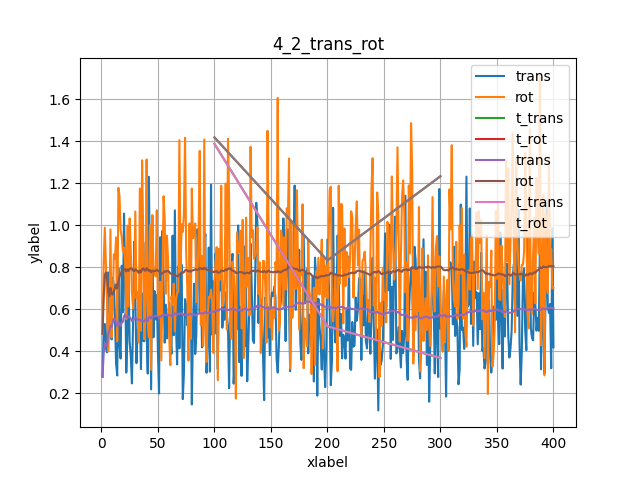 4_2_trans_rot
ylabel
1.6
1.4
1.2
1.0
0.8
0.6
0.4
0.2
trans
rot
t_trans
t_rot
trans
rot
t_trans
t_rot
0 50 100 150 200 250 300 350 400
xlabel